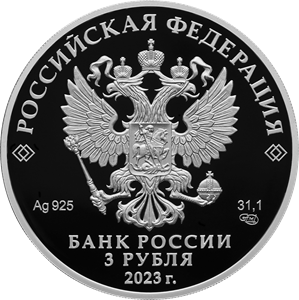 РОССИЙСКАЯ ФЕДЕРАЦИЯ
Ag 925
31,1
БАНК РОССИИ
3 РУБЛЯ
2023 г.